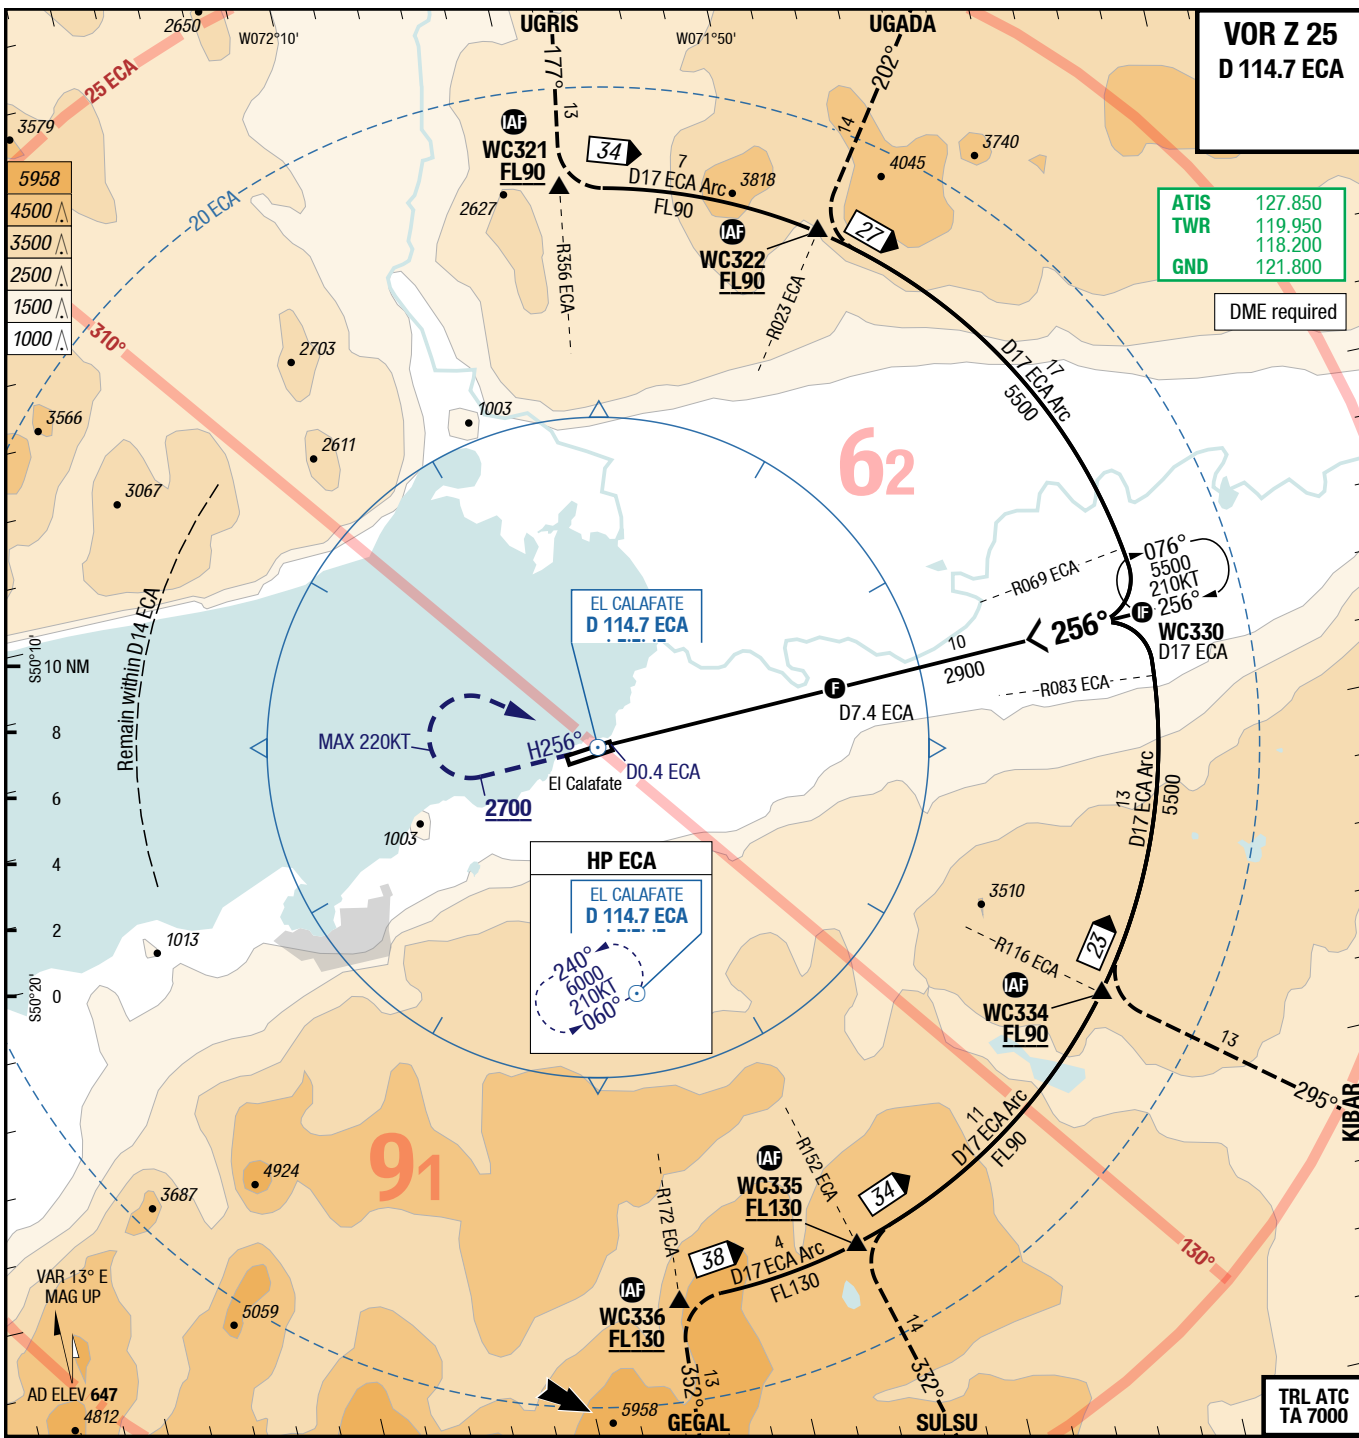 VOR Z 25
D 114.7 ECA
UGRIS
UGADA
2650
W072°10'
W071°50'
25 ECA
177°
13
202°
14
3579
IAF
WC321
FL90
34
7
D17 ECA Arc
FL90
3818
4045
3740
5958
4500
3500
2500
1500
1000
20 ECA
2627
IAF
WC322
FL90
27
ATIS 127.850
TWR 119.950
118.200
GND 121.800
DME required
R356 ECA
R023 ECA
310°
2703
17
D17 ECA Arc
5500
3566
1003
2611
62
3067
R069 ECA
076°
5500
210KT
256°
IF
WC330
D17 ECA
256°
10
2900
R083 ECA
EL CALAFATE
D 114.7 ECA
Remain within D14 ECA
S50°10'
10 NM
8
6
4
2
0
S50°20'
F
D7.4 ECA
MAX 220KT
H256°
D0.4 ECA
El Calafate
2700
13
D17 ECA Arc
5500
1003
HP ECA
EL CALAFATE
D 114.7 ECA
240°
6000
210KT
060°
3510
1013
R116 ECA
23
IAF
WC334
FL90
13
295°
KIBAR
11
D17 ECA Arc
FL90
91
R152 ECA
IAF
WC335
FL130
34
4924
3687
R172 ECA
38
4
D17 ECA Arc
FL130
130°
VAR 13° E
MAG UP
5059
IAF
WC336
FL130
14
332°
13
352°
AD ELEV 647
4812
5958
GEGAL
SULSU
TRL ATC
TA 7000